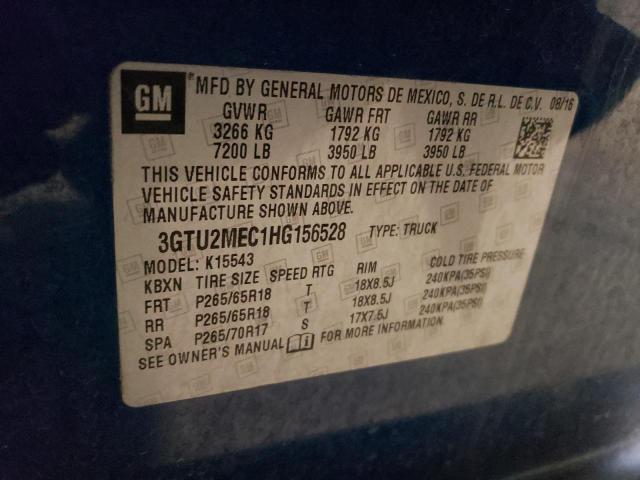 GM
MFD BY GENERAL MOTORS DE MEXICO, S. DE R.L. DE C.V. 08/16
GVWR GAWR FRT GAWR RR
3266 KG 1792 KG 1792 KG
7200 LB 3950 LB 3950 LB
THIS VEHICLE CONFORMS TO ALL APPLICABLE U.S. FEDERAL MOTOR
VEHICLE SAFETY STANDARDS IN EFFECT ON THE DATE OF
MANUFACTURE SHOWN ABOVE.
3GTU2MEC1HG156528 TYPE: TRUCK
MODEL: K15543
KBXN TIRE SIZE SPEED RTG RIM COLD TIRE PRESSURE
FRT P265/65R18 T 18X8.5J 240KPA(35PSI)
RR P265/65R18 T 18X8.5J 240KPA(35PSI)
SPA P265/70R17 S 17X7.5J 240KPA(35PSI)
SEE OWNER'S MANUAL FOR MORE INFORMATION.